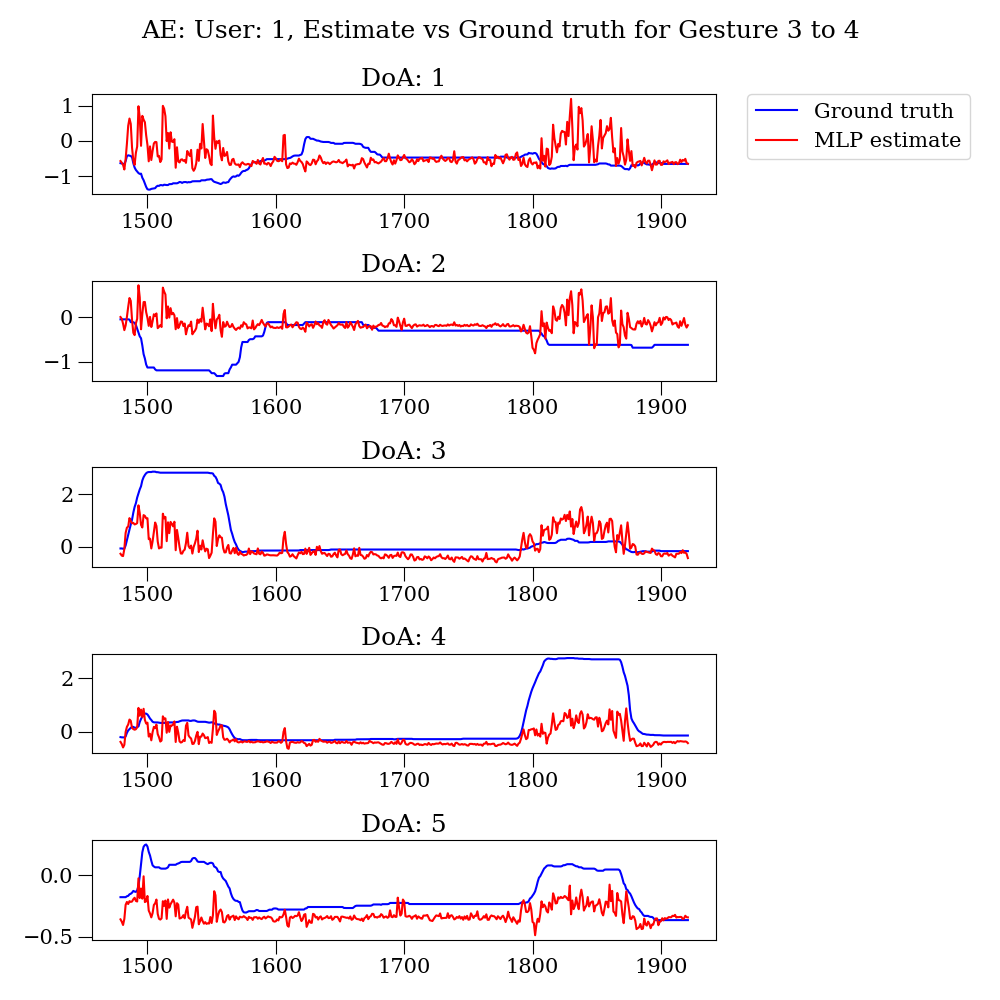 AE: User: 1, Estimate vs Ground truth for Gesture 3 to 4
DoA: 1
1
0
−1
1500 1600 1700 1800 1900
Ground truth
MLP estimate
DoA: 2
0
−1
1500 1600 1700 1800 1900
DoA: 3
2
0
1500 1600 1700 1800 1900
DoA: 4
2
0
1500 1600 1700 1800 1900
DoA: 5
0.0
−0.5
1500 1600 1700 1800 1900